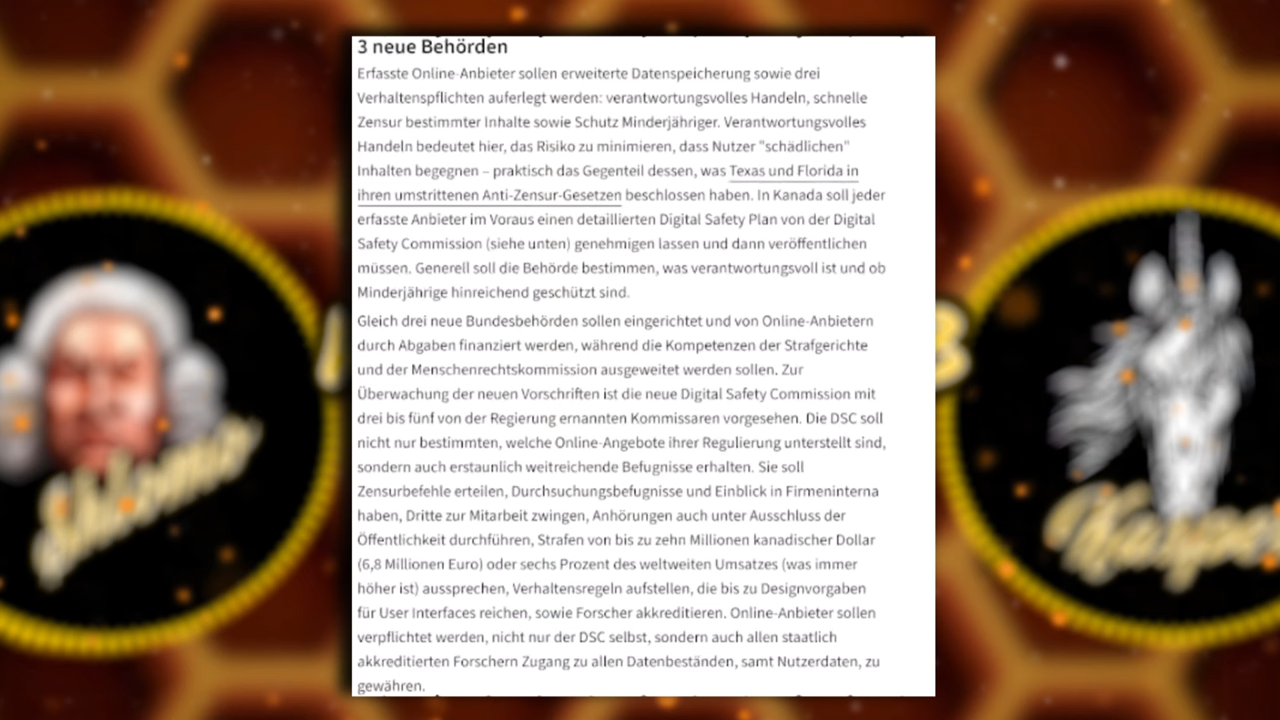 3 neue Behörden
Erfasste Online-Anbieter sollen erweiterte Datenspeicherung sowie drei
Verhaltenspflichten auferlegt werden: verantwortungsvolles Handeln, schnelle
Zensur bestimmter Inhalte sowie Schutz Minderjähriger. Verantwortungsvolles
Handeln bedeutet hier, das Risiko zu minimieren, dass Nutzer "schädlichen"
Inhalten begegnen – praktisch das Gegenteil dessen, was Texas und Florida in
ihren umstrittenen Anti-Zensur-Gesetzen beschlossen haben. In Kanada soll jeder
erfasste Anbieter im Voraus einen detaillierten Digital Safety Plan von der Digital
Safety Commission (siehe unten) genehmigen lassen und dann veröffentlichen
müssen. Generell soll die Behörde bestimmen, was verantwortungsvoll ist und ob
Minderjährige hinreichend geschützt sind.
Gleich drei neue Bundesbehörden sollen eingerichtet und von Online-Anbietern
durch Abgaben finanziert werden, während die Kompetenzen der Strafgerichte
und der Menschenrechtskommission ausgeweitet werden sollen. Zur
Überwachung der neuen Vorschriften ist die neue Digital Safety Commission mit
drei bis fünf von der Regierung ernannten Kommissaren vorgesehen. Die DSC soll
nicht nur bestimmten, welche Online-Angebote ihrer Regulierung unterstellt sind,
sondern auch erstaunlich weitreichende Befugnisse erhalten. Sie soll
Zensurbefehle erteilen, Durchsuchungsbefugnisse und Einblick in Firmeninterna
haben, Dritte zur Mitarbeit zwingen, Anhörungen auch unter Ausschluss der
Öffentlichkeit durchführen, Strafen von bis zu zehn Millionen kanadischer Dollar
(6,8 Millionen Euro) oder sechs Prozent des weltweiten Umsatzes (was immer
höher ist) aussprechen, Verhaltensregeln aufstellen, die bis zu Designvorgaben
für User Interfaces reichen, sowie Forscher akkreditieren. Online-Anbieter sollen
verpflichtet werden, nicht nur der DSC selbst, sondern auch allen staatlich
akkreditierten Forschern Zugang zu allen Datenbeständen, samt Nutzerdaten, zu
gewähren.
Shlomo